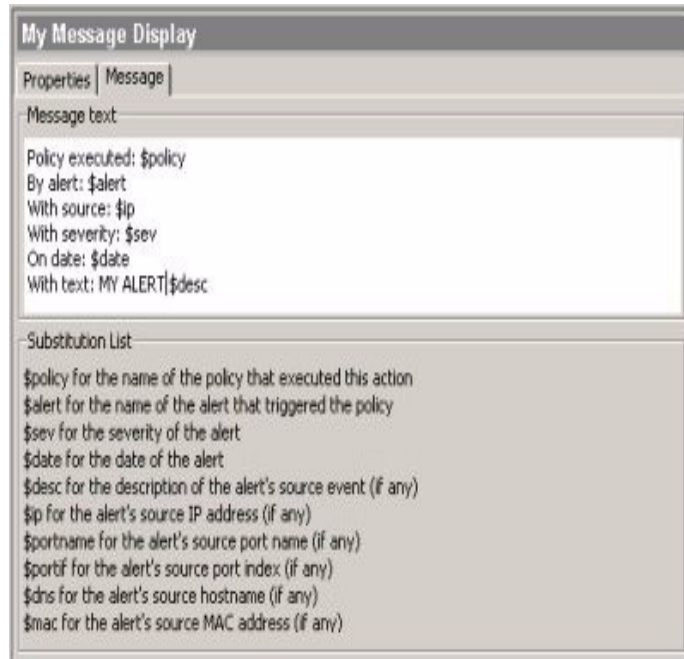 My Message Display
Properties Message
Message text
Policy executed: $policy
By alert: $alert
With source: $ip
With severity: $sev
On date: $date
With text: MY ALERT $desc
Substitution List
$policy for the name of the policy that executed this action
$alert for the name of the alert that triggered the policy
$sev for the severity of the alert
$date for the date of the alert
$desc for the description of the alert's source event (if any)
$ip for the alert's source IP address (if any)
$portname for the alert's source port name (if any)
$portif for the alert's source port index (if any)
$dns for the alert's source hostname (if any)
$mac for the alert's source MAC address (if any)